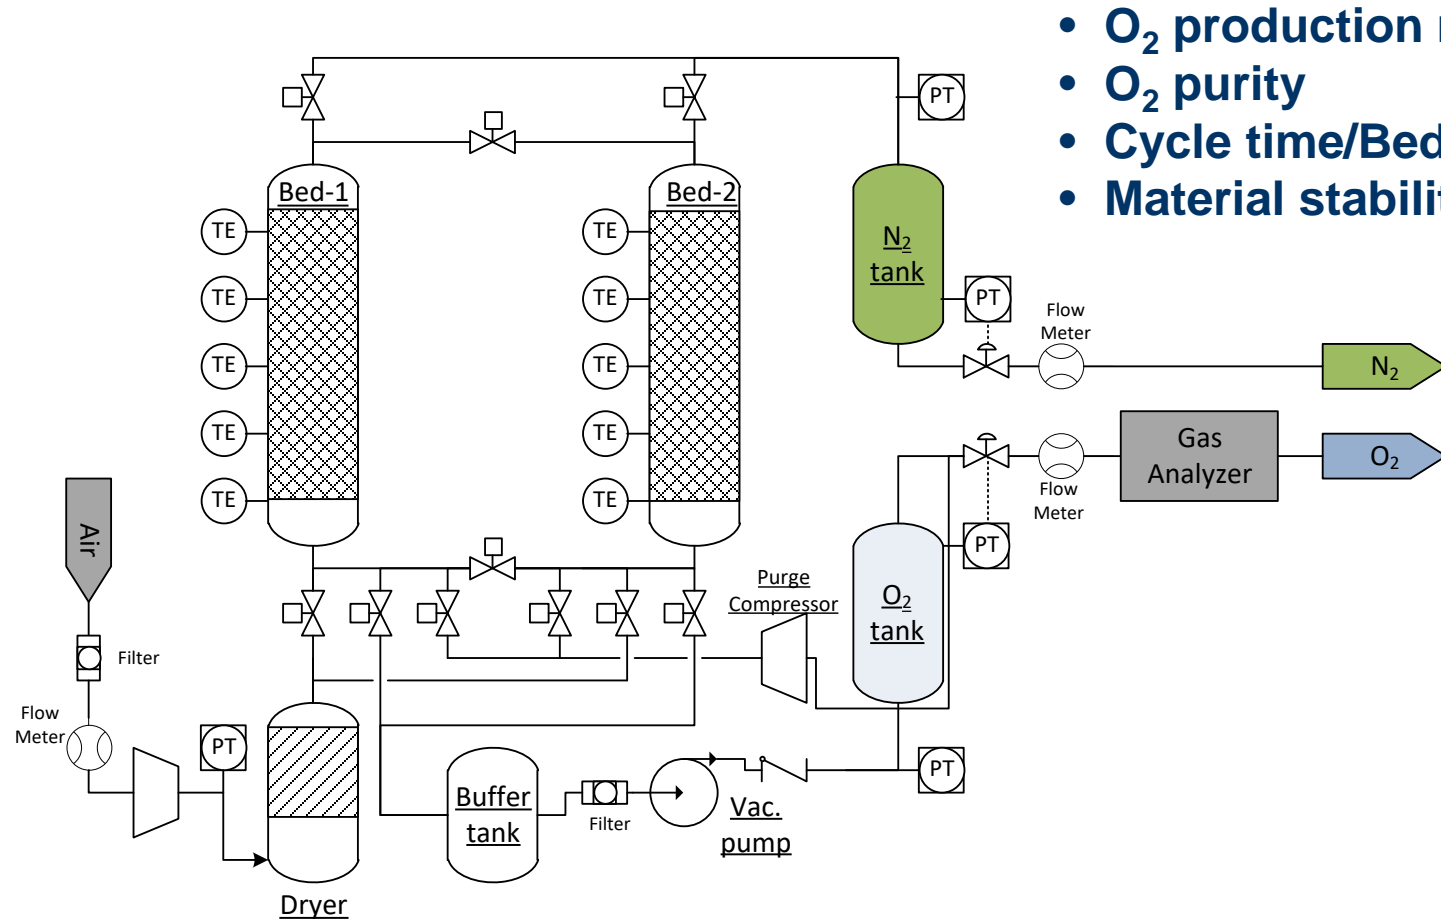 • O₂ production
• O₂ purity
• Cycle time/Bed
• Material
PT
Bed-1
Bed-2
TE
TE
TE
TE
TE
TE
TE
TE
TE
TE
N₂
tank
PT
Flow
Meter
N₂
Gas
Analyzer
O₂
Flow
Meter
PT
Air
Purge
Compressor
O₂
tank
Filter
Flow
Meter
PT
PT
Buffer
tank
Filter
Vac.
pump
Dryer